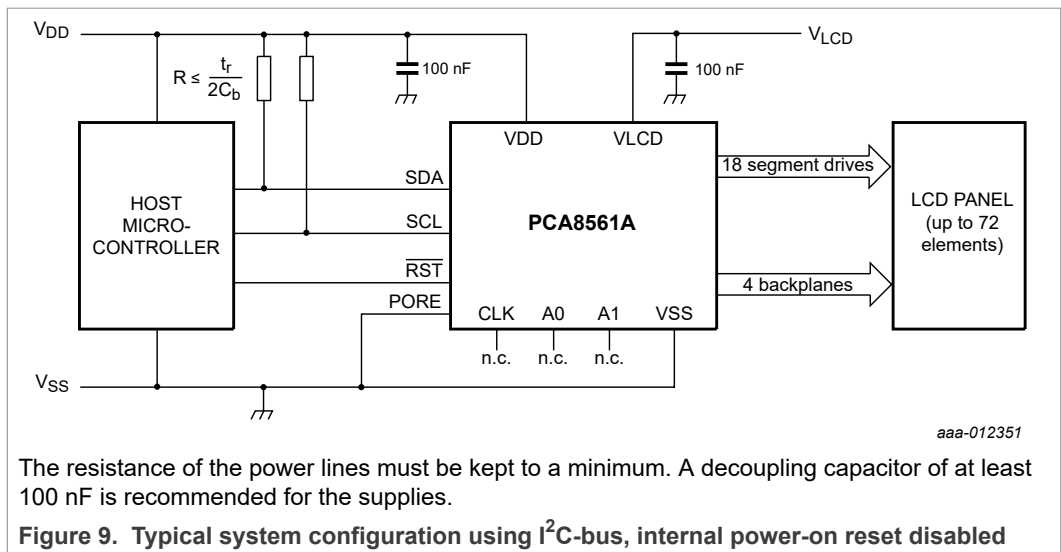 VDD
VLCD
R ≤ tr
2Cb
100 nF
100 nF
VDD
VLCD
SDA
SCL
RST
PORE
HOST
MICRO-
CONTROLLER
PCA8561A
CLK
A0
A1
VSS
n.c.
n.c.
n.c.
18 segment drives
4 backplanes
LCD PANEL
(up to 72
elements)
VSS
aaa-012351
The resistance of the power lines must be kept to a minimum. A decoupling capacitor of at least
100 nF is recommended for the supplies.
Figure 9. Typical system configuration using I²C-bus, internal power-on reset disabled